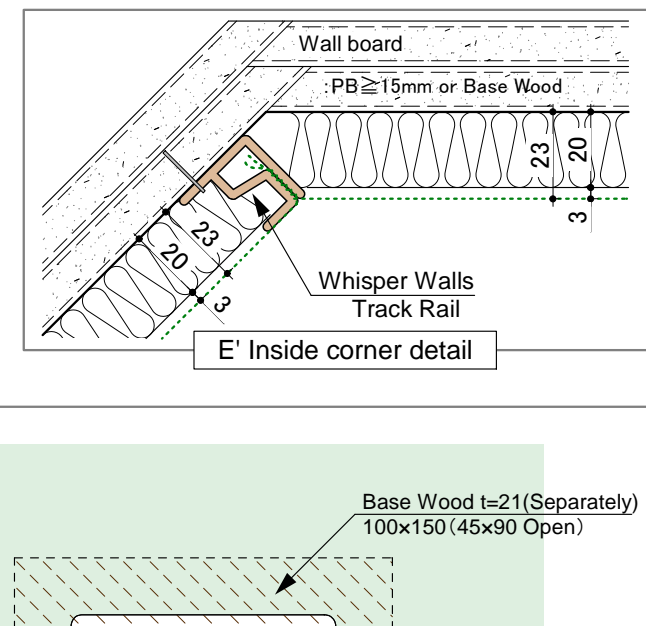 Wall board
:PB≧15mm or Base Wood
23
20
3
23
20
3
Whisper Walls
Track Rail
E' Inside corner detail
Base Wood t=21(Separately)
100×150(45×90 Open)